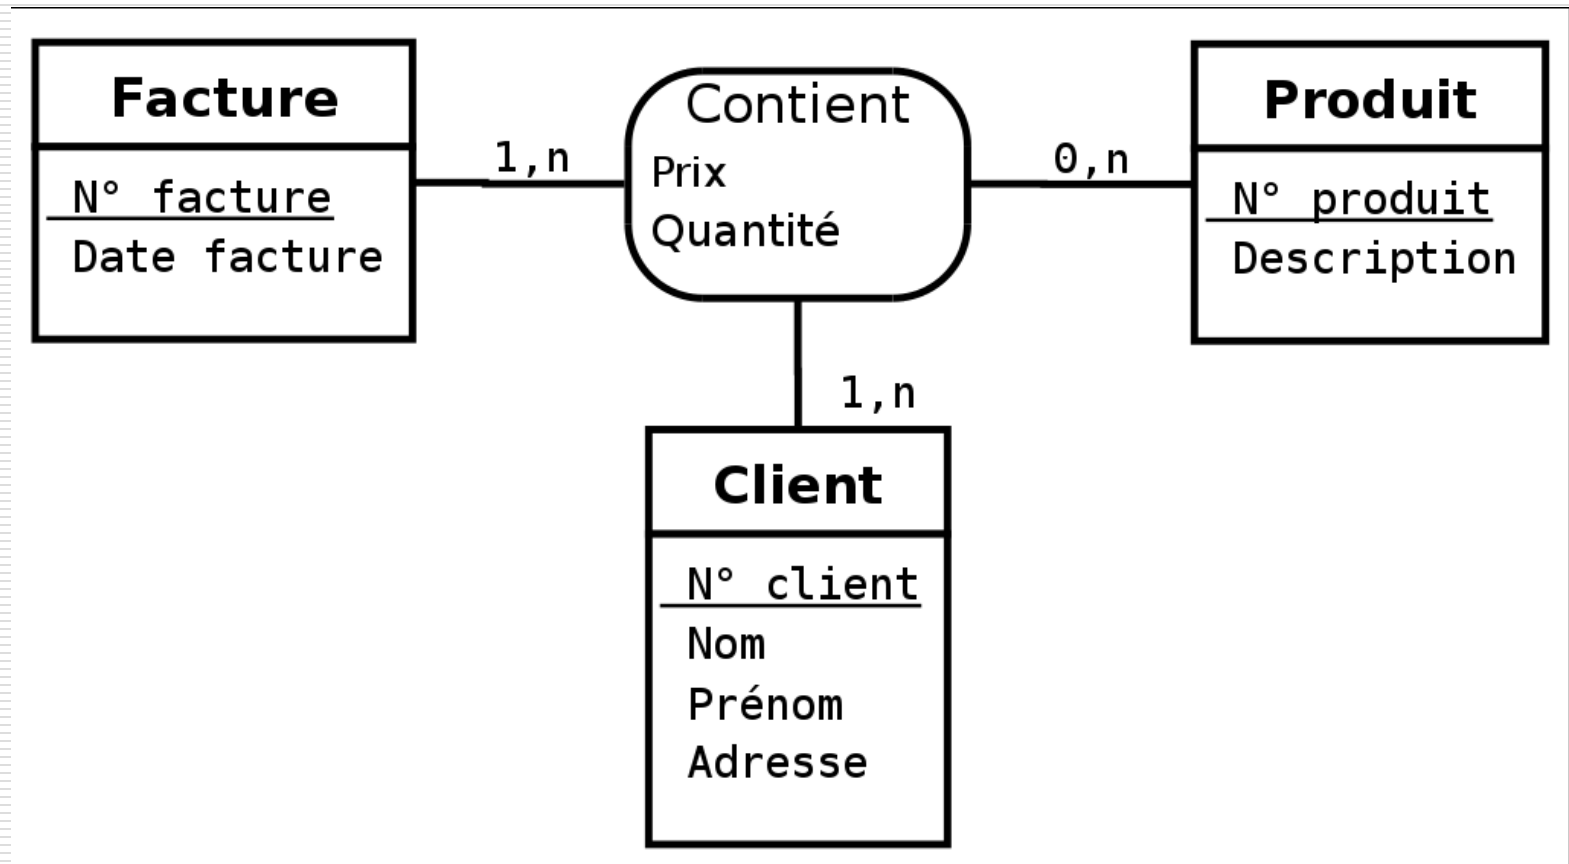 Facture
N° facture
Date facture
1,n
Contient
Prix
Quantité
0,n
Produit
N° produit
Description
1,n
Client
N° client
Nom
Prénom
Adresse